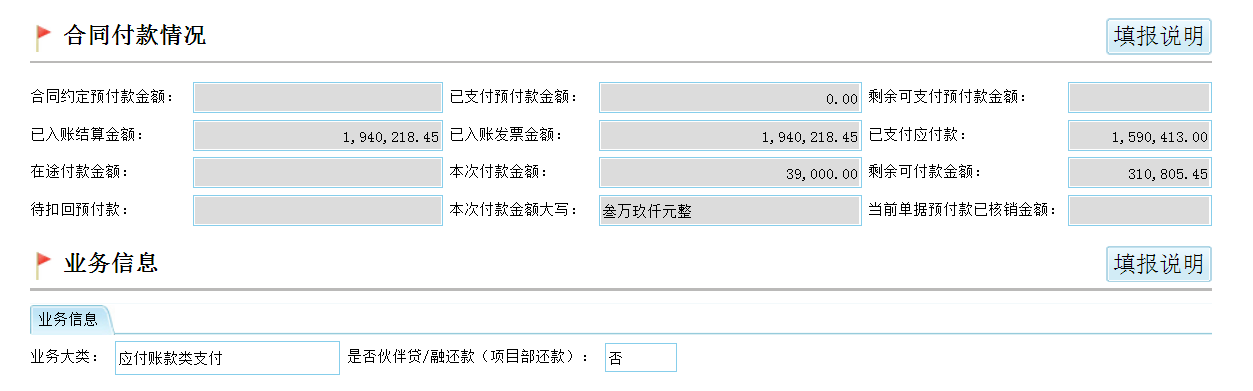 合同付款情况 填报说明
合同约定预付款金额： 已支付预付款金额： 0.00 剩余可支付预付款金额：
已入账结算金额： 1,940,218.45 已入账发票金额： 1,940,218.45 已支付应付款： 1,590,413.00
在途付款金额： 本次付款金额： 39,000.00 剩余可付款金额： 310,805.45
待扣回预付款： 本次付款金额大写： 叁万玖仟元整 当前单据预付款已核销金额：
业务信息 填报说明
业务信息
业务大类： 应付账款类支付 是否伙伴贷/融还款（项目部还款）： 否